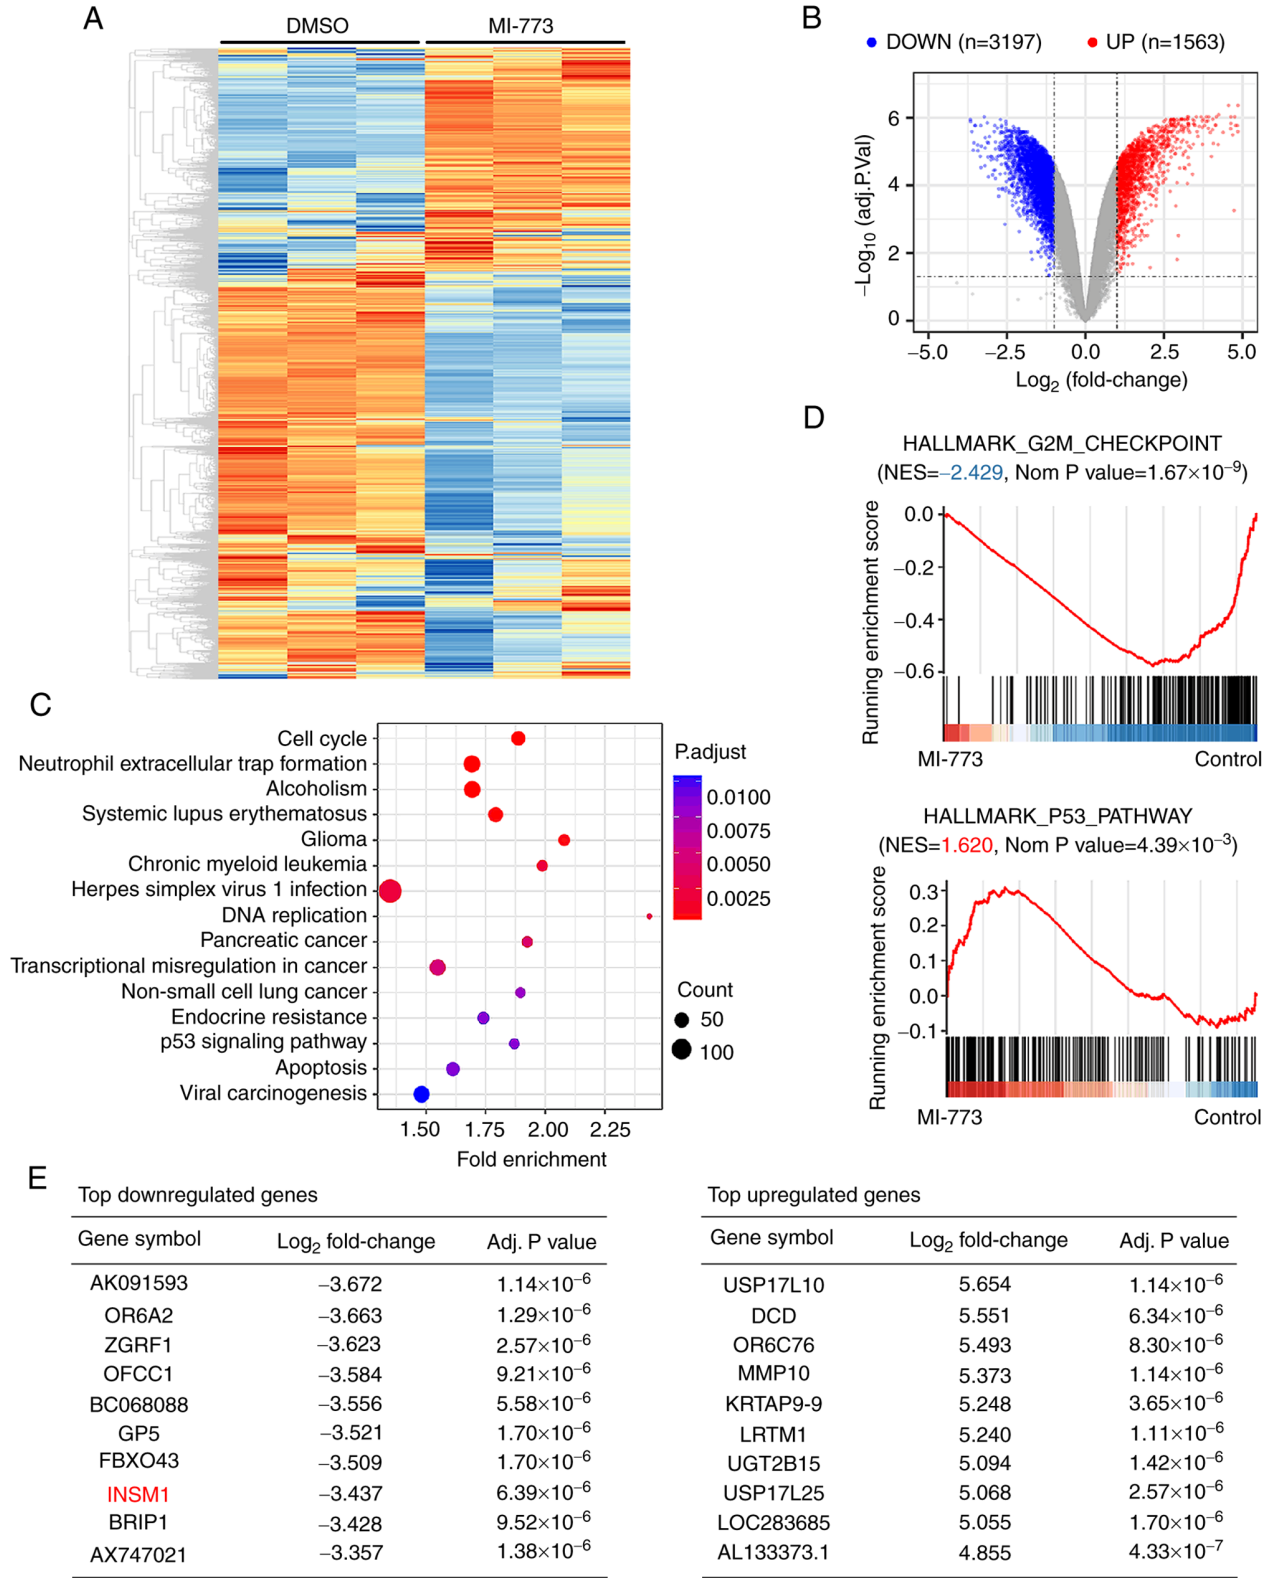 A
DMSO
MI-773
B
DOWN (n=3197)
UP (n=1563)
−Log10 (adj.P.Val)
6
4
2
0
−5.0
−2.5
0.0
2.5
5.0
Log2 (fold-change)
C
Cell cycle
Neutrophil extracellular trap formation
Alcoholism
Systemic lupus erythematosus
Glioma
Chronic myeloid leukemia
Herpes simplex virus 1 infection
DNA replication
Pancreatic cancer
Transcriptional misregulation in cancer
Non-small cell lung cancer
Endocrine resistance
p53 signaling pathway
Apoptosis
Viral carcinogenesis
1.50
1.75
2.00
2.25
Fold enrichment
P.adjust
0.0100
0.0075
0.0050
0.0025
Count
50
100
D
HALLMARK_G2M_CHECKPOINT
(NES=−2.429, Nom P value=1.67×10−9)
Running enrichment score
0.0
−0.2
−0.4
−0.6
MI-773
Control
HALLMARK_P53_PATHWAY
(NES=1.620, Nom P value=4.39×10−3)
Running enrichment score
0.3
0.2
0.1
0.0
−0.1
MI-773
Control
E
Top downregulated genes
Gene symbol Log2 fold-change Adj. P value
AK091593 −3.672 1.14×10−6
OR6A2 −3.663 1.29×10−6
ZGRF1 −3.623 2.57×10−6
OFCC1 −3.584 9.21×10−6
BC068088 −3.556 5.58×10−6
GP5 −3.521 1.70×10−6
FBXO43 −3.509 1.70×10−6
INSM1 −3.437 6.39×10−6
BRIP1 −3.428 9.52×10−6
AX747021 −3.357 1.38×10−6
Top upregulated genes
Gene symbol Log2 fold-change Adj. P value
USP17L10 5.654 1.14×10−6
DCD 5.551 6.34×10−6
OR6C76 5.493 8.30×10−6
MMP10 5.373 1.14×10−6
KRTAP9-9 5.248 3.65×10−6
LRTM1 5.240 1.11×10−6
UGT2B15 5.094 1.42×10−6
USP17L25 5.068 2.57×10−6
LOC283685 5.055 1.70×10−6
AL133373.1 4.855 4.33×10−7